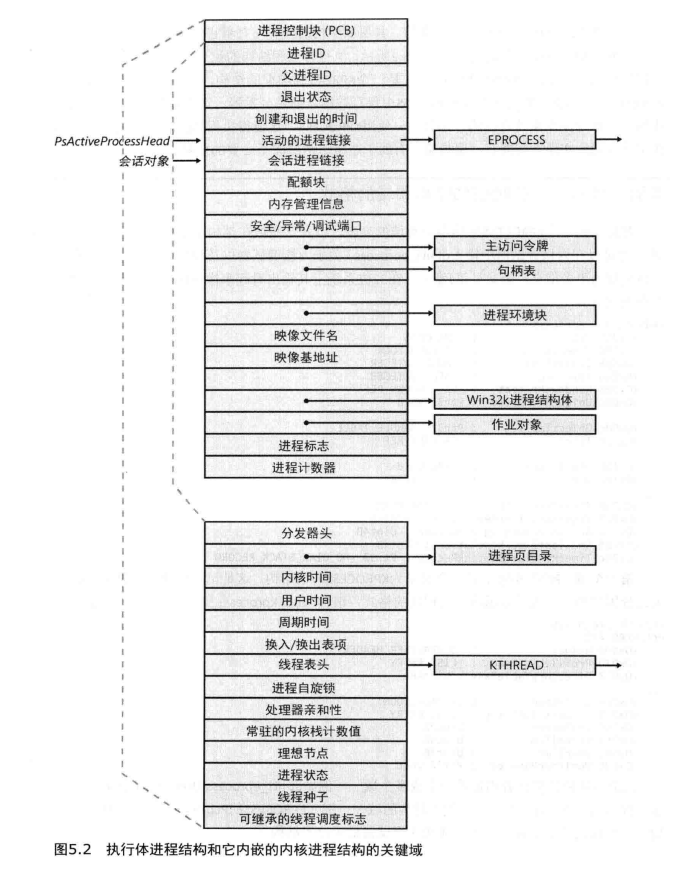 进程控制块 (PCB)
进程ID
父进程ID
退出状态
创建和退出的时间
PsActiveProcessHead
活动的进程链接
EPROCESS
会话对象
会话进程链接
配额块
内存管理信息
安全/异常/调试端口
主访问令牌
句柄表
进程环境块
映像文件名
映像基地址
Win32k进程结构体
作业对象
进程标志
进程计数器
分发器头
进程页目录
内核时间
用户时间
周期时间
换入/换出表项
线程表头
KTHREAD
进程自旋锁
处理器亲和性
常驻的内核栈计数值
理想节点
进程状态
线程种子
可继承的线程调度标志
图5.2 执行体进程结构和它内嵌的内核进程结构的关键域